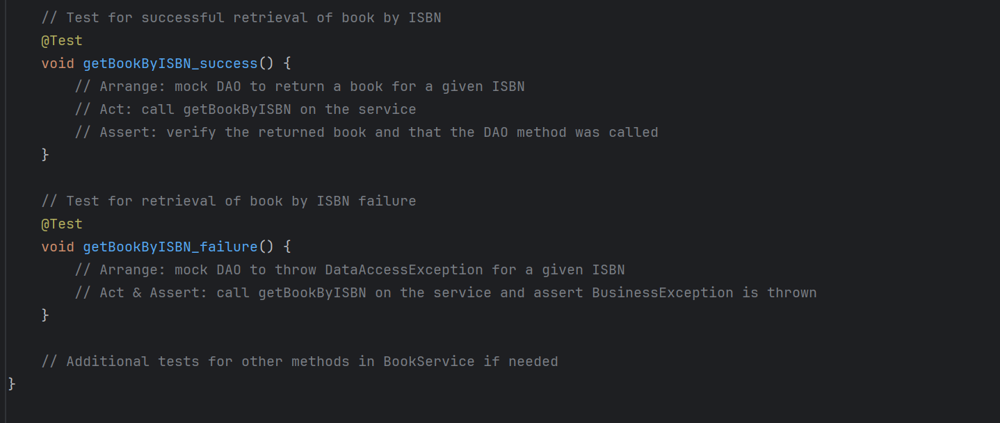 // Test for successful retrieval of book by ISBN
@Test
void getBookByISBN_success() {
// Arrange: mock DAO to return a book for a given ISBN
// Act: call getBookByISBN on the service
// Assert: verify the returned book and that the DAO method was called
}
// Test for retrieval of book by ISBN failure
@Test
void getBookByISBN_failure() {
// Arrange: mock DAO to throw DataAccessException for a given ISBN
// Act & Assert: call getBookByISBN on the service and assert BusinessException is thrown
}
// Additional tests for other methods in BookService if needed
}